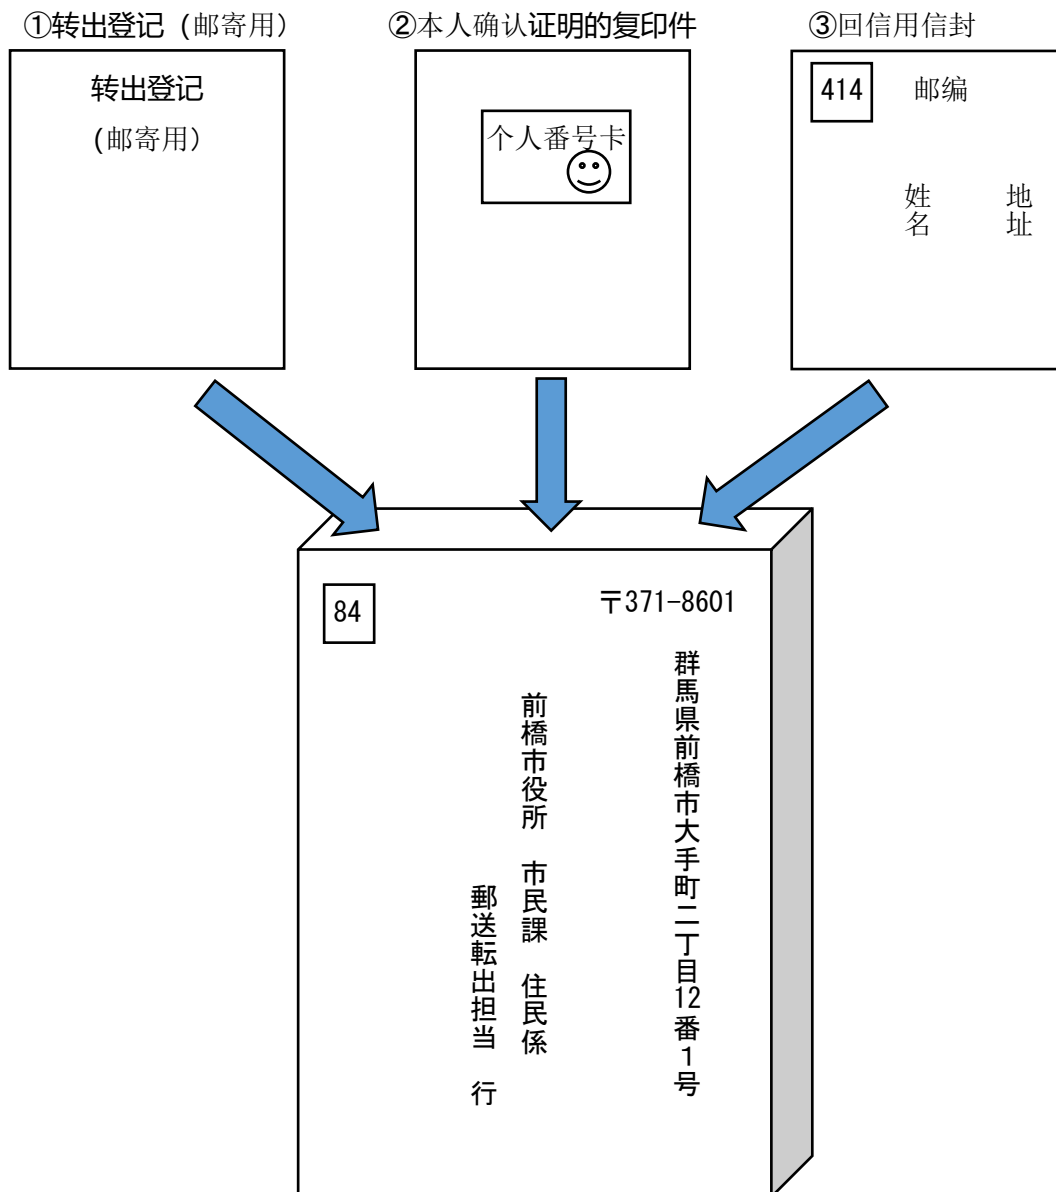 ①转出登记（邮寄用）
②本人确认证明的复印件
③回信用信封
转出登记
（邮寄用）
个人番号卡
414
邮编
地址
姓名
84
〒371-8601
群馬県前橋市大手町二丁目12番1号
前橋市役所　市民課　住民係
郵送転出担当　行